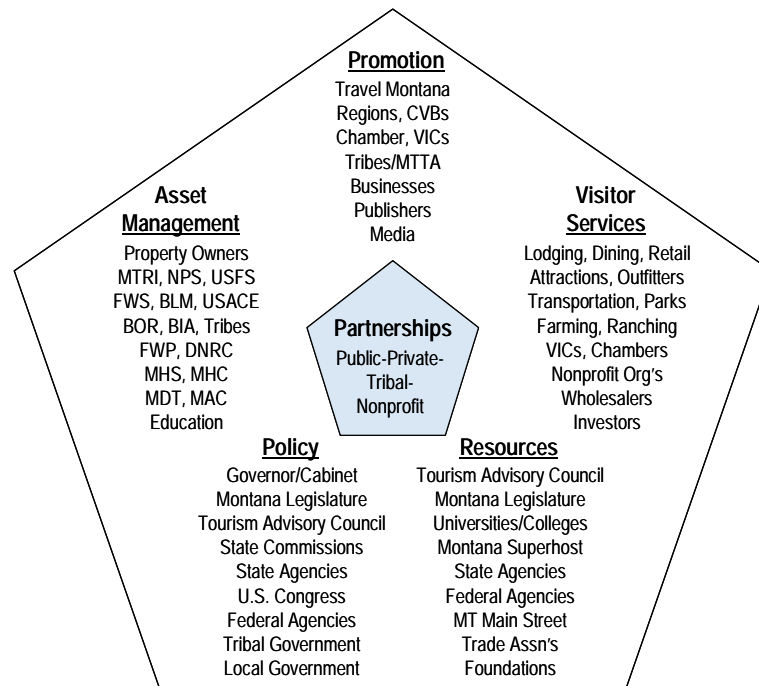 Promotion
Travel Montana
Regions, CVBs
Chamber, VICs
Tribes/MTTA
Businesses
Publishers
Media
Asset
Management
Property Owners
MTRI, NPS, USFS
FWS, BLM, USACE
BOR, BIA, Tribes
FWP, DNRC
MHS, MHC
MDT, MAC
Education
Visitor
Services
Lodging, Dining, Retail
Attractions, Outfitters
Transportation, Parks
Farming, Ranching
VICs, Chambers
Nonprofit Org's
Wholesalers
Investors
Partnerships
Public-Private-
Tribal-
Nonprofit
Policy
Governor/Cabinet
Montana Legislature
Tourism Advisory Council
State Commissions
State Agencies
U.S. Congress
Federal Agencies
Tribal Government
Local Government
Resources
Tourism Advisory Council
Montana Legislature
Universities/Colleges
Montana Superhost
State Agencies
Federal Agencies
MT Main Street
Trade Assn's
Foundations